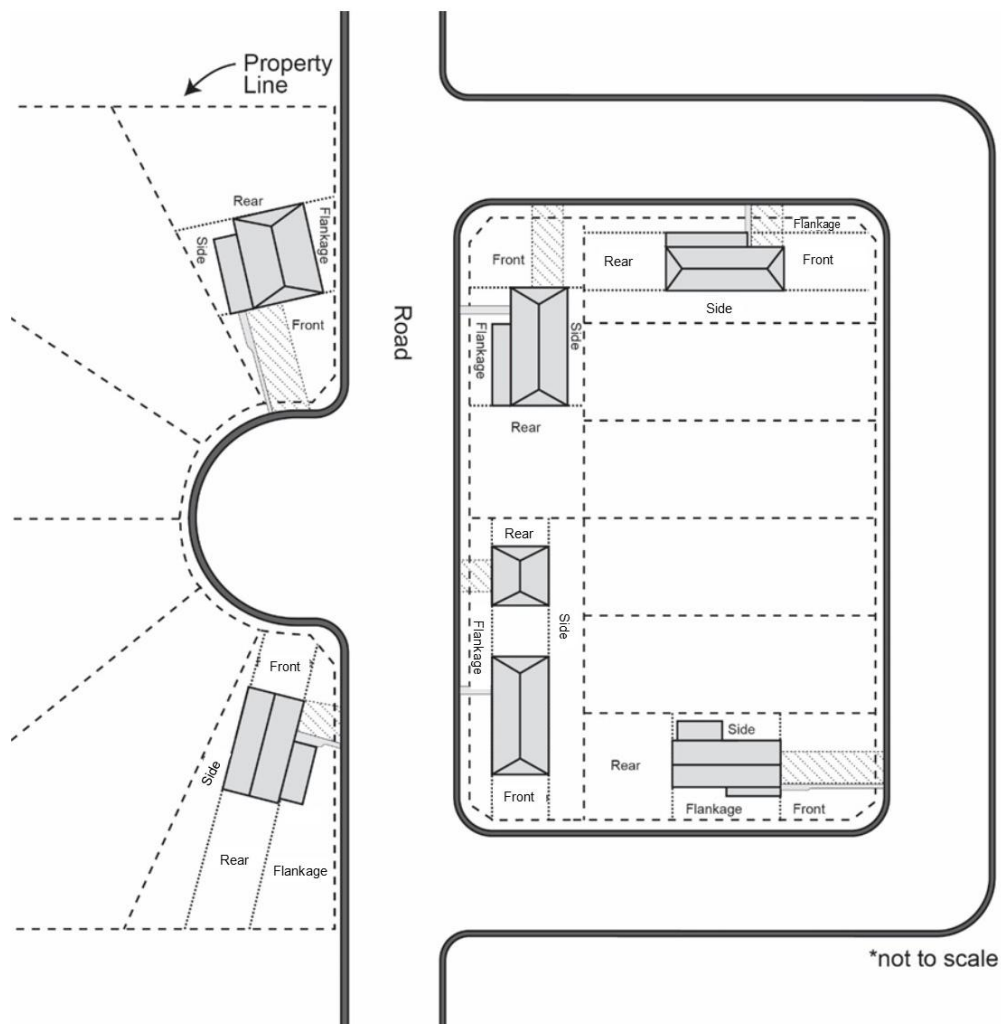 Property
Line
Rear
Flankage
Side
Front
Road
Front
Flankage
Side
Rear
Flankage
Rear
Front
Side
Rear
Flankage
Side
Front
Front
Side
Rear
Flankage
Side
Rear
Flankage
Front
*not to scale